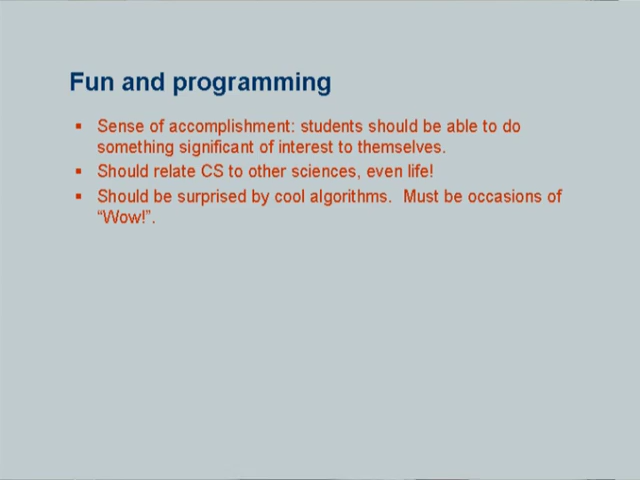 Fun and programming
▪ Sense of accomplishment: students should be able to do
something significant of interest to themselves.
▪ Should relate CS to other sciences, even life!
▪ Should be surprised by cool algorithms. Must be occasions of
“Wow!”.